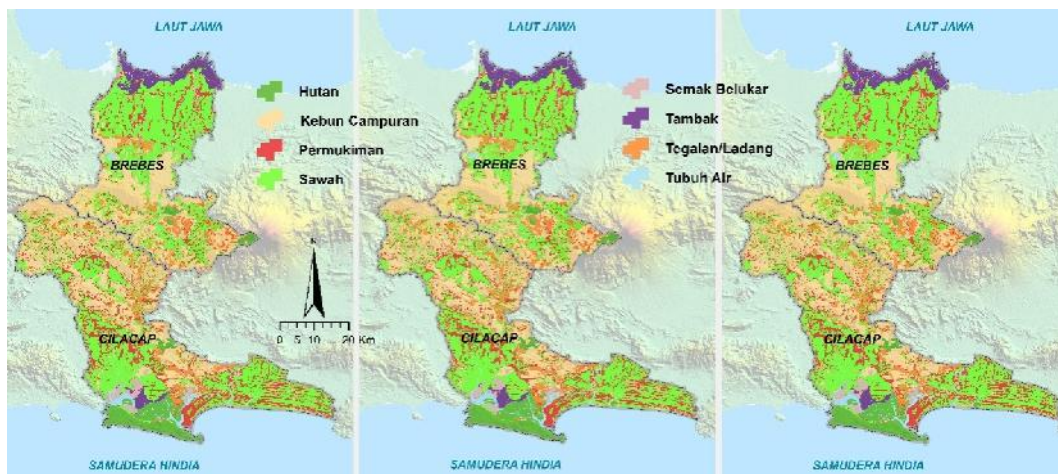 LAUT JAWA
LAUT JAWA
LAUT JAWA
Hutan
Kebun Campuran
Permukiman
Sawah
Semak Belukar
Tambak
Tegalan/Ladang
Tubuh Air
BREBES
BREBES
BREBES
N
0 5 10 20 Km
CILACAP
CILACAP
CILACAP
SAMUDERA HINDIA
SAMUDERA HINDIA
SAMUDERA HINDIA